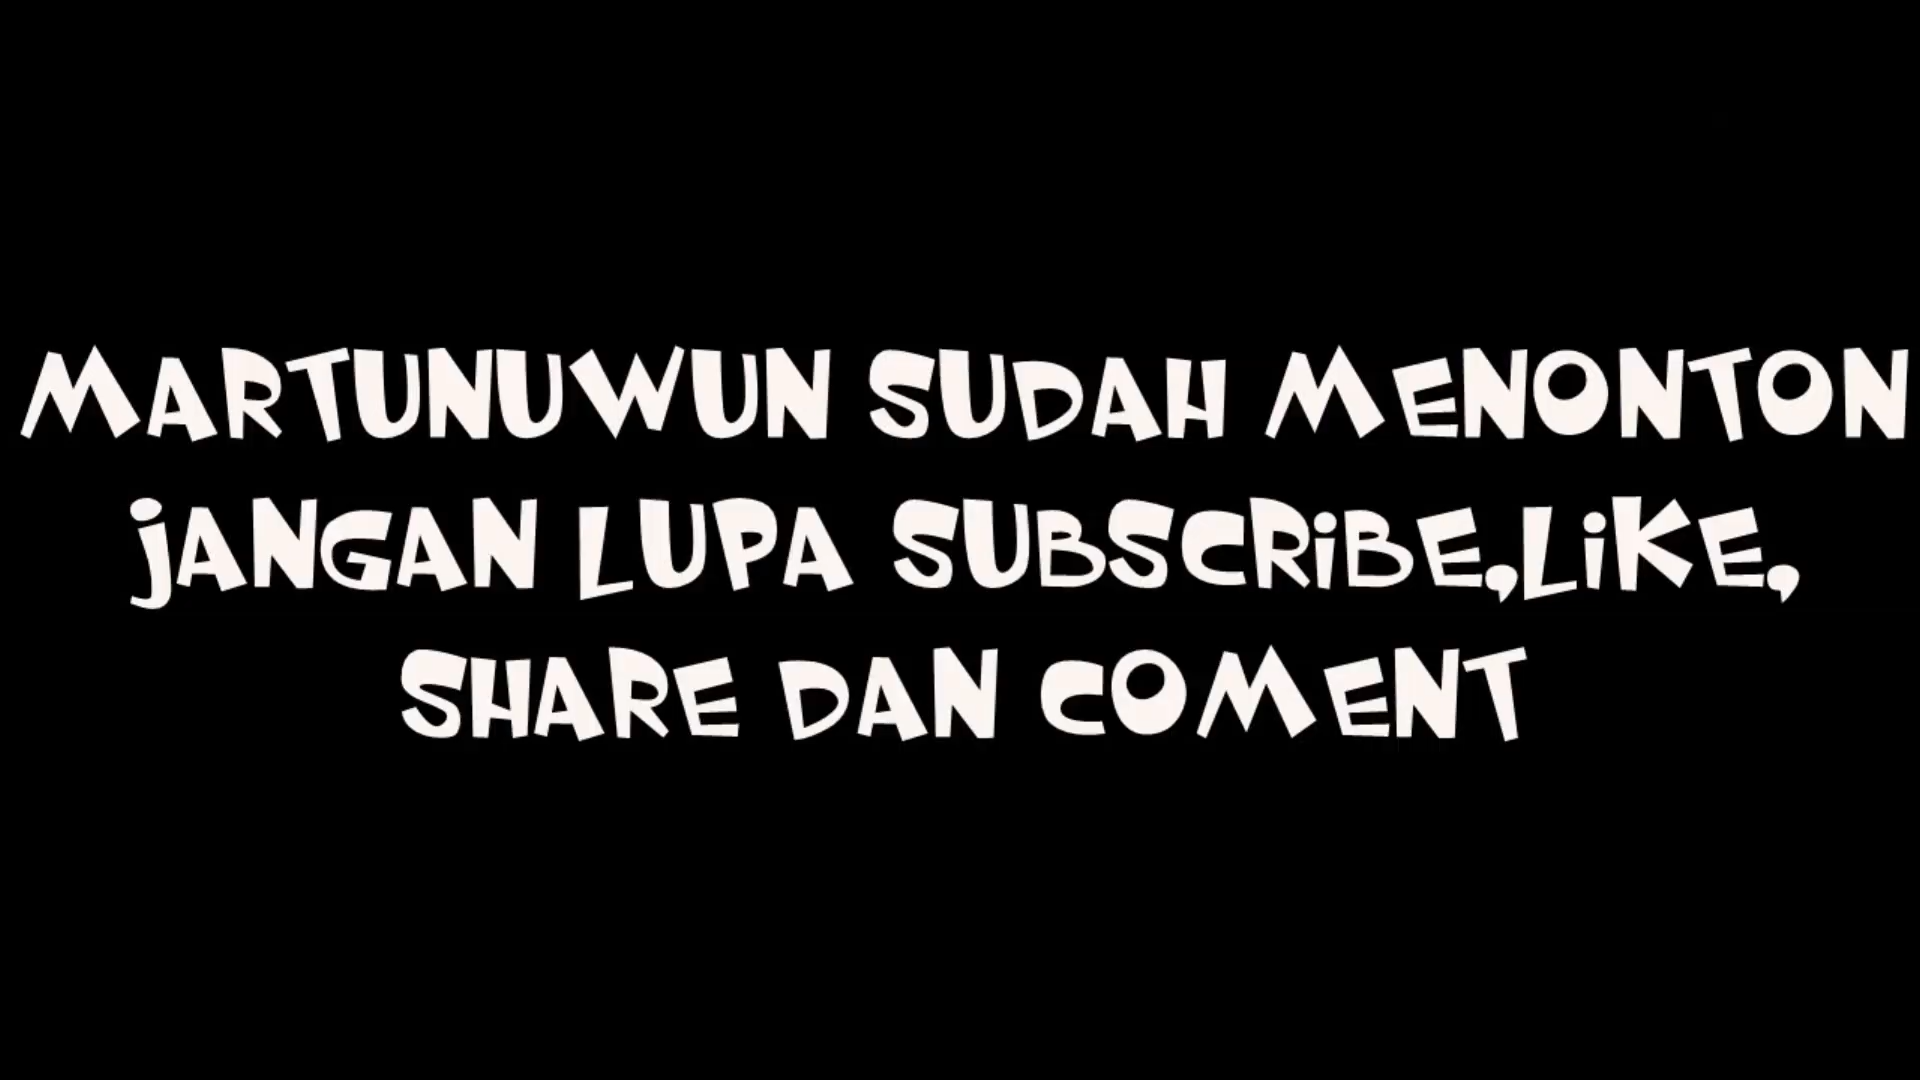 MARTUNUWUN SUDAH MENONTON
jANGAN LUPA SUBSCRiBE,LiKE,
SHARE DAN COMENT